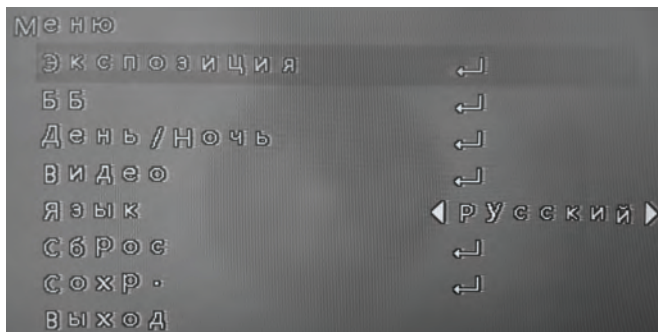 Меню
Экспозиция
ББ
День/Ночь
Видео
Язык Русский
Сброс
Сохр.
Выход